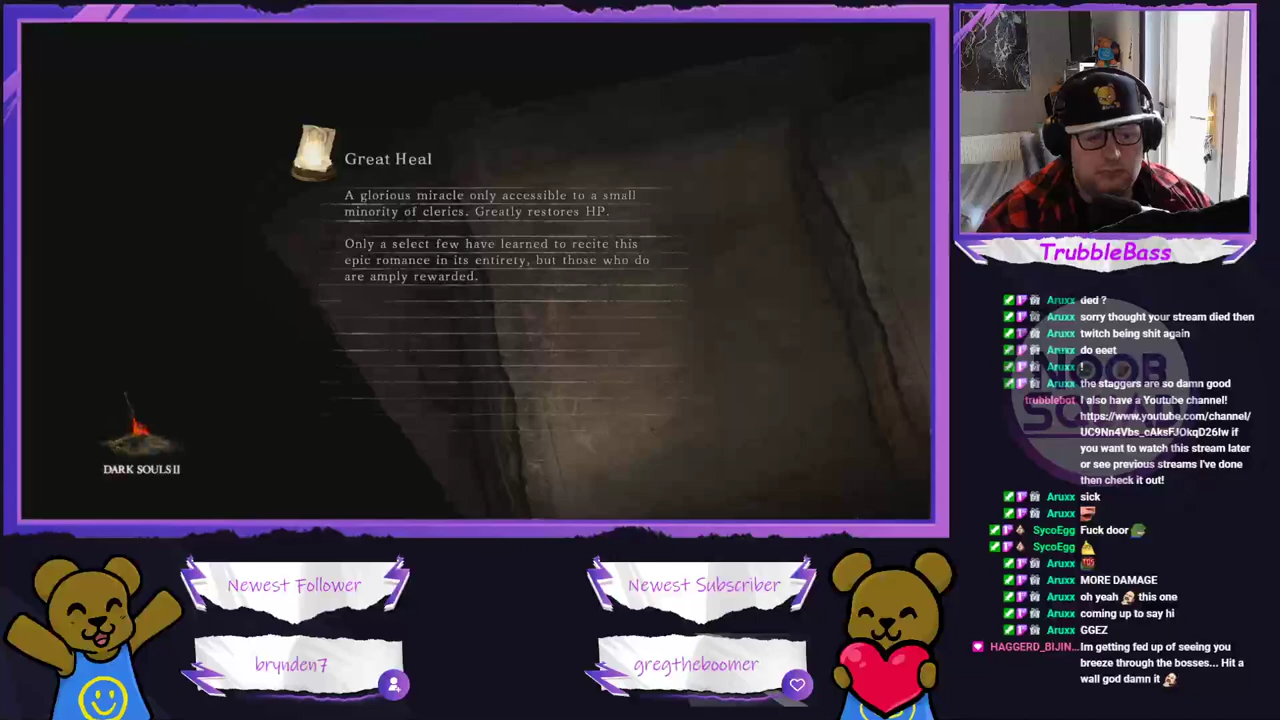 Great Heal
A glorious miracle only accessible to a small
minority of clerics. Greatly restores HP.
Only a select few have learned to recite this
epic romance in its entirety, but those who do
are amply rewarded.
DARK SOULS II
TrubbleBass
Aruxx ded ?
Aruxx sorry thought your stream died then
Aruxx twitch being shit again
Aruxx do eeet
Aruxx !
Aruxx the staggers are so damn good
trubblebot I also have a Youtube channel!
https://www.youtube.com/channel/
UC9Nn4Vbs_cAksFJOkqD26Iw if
you want to watch this stream later
or see previous streams I've done
then check it out!
Aruxx sick
Aruxx
SycoEgg Fuck door
SycoEgg
Aruxx
Aruxx MORE DAMAGE
Aruxx oh yeah this one
Aruxx coming up to say hi
Aruxx GGEZ
HAGGERD_BIJIN... Im getting fed up of seeing you
breeze through the bosses... Hit a
wall god damn it
NOOB
SQUAD
Newest Follower
brynden7
Newest Subscriber
gregtheboomer